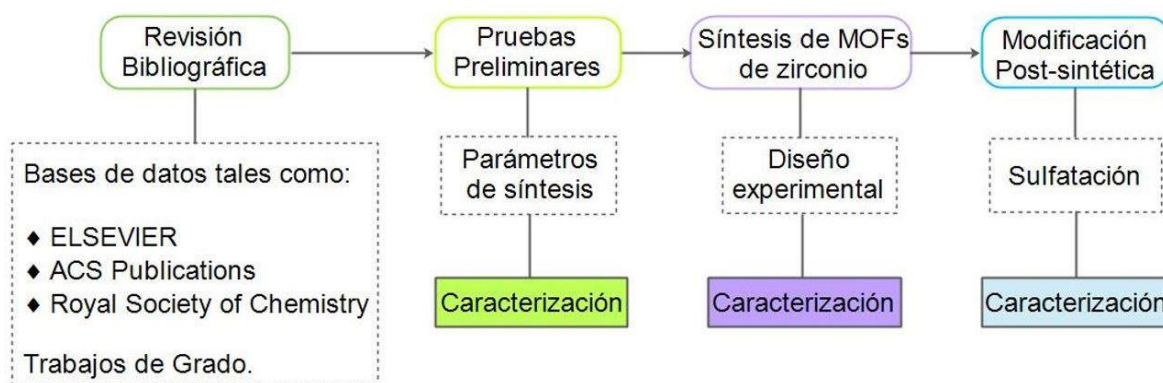 Revisión
Bibliográfica
Pruebas
Preliminares
Síntesis de MOFs
de zirconio
Modificación
Post-sintética
Bases de datos tales como:
♦ ELSEVIER
♦ ACS Publications
♦ Royal Society of Chemistry
Trabajos de Grado.
Parámetros
de síntesis
Diseño
experimental
Sulfatación
Caracterización
Caracterización
Caracterización